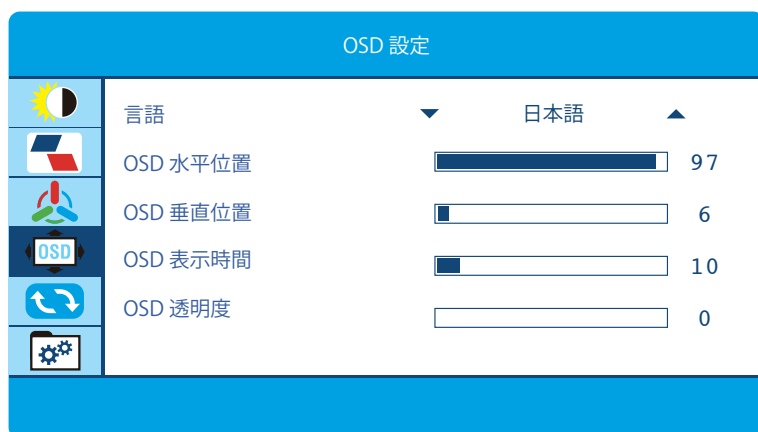 OSD 設定
言語 日本語
OSD 水平位置 97
OSD 垂直位置 6
OSD
OSD 表示時間 10
OSD 透明度 0